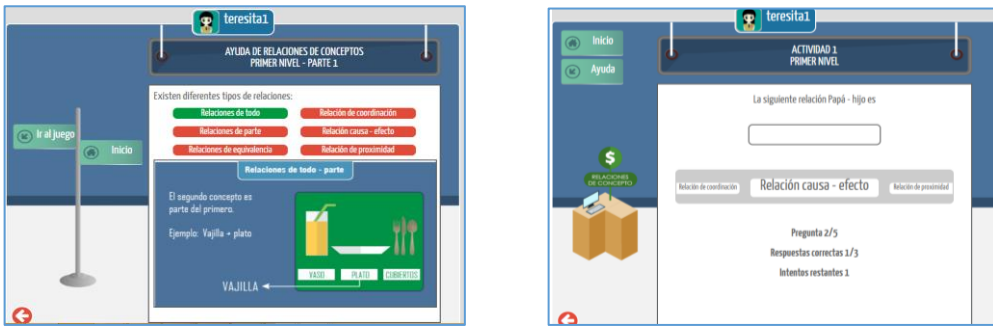 teresita1
AYUDA DE RELACIONES DE CONCEPTOS
PRIMER NIVEL - PARTE 1
Existen diferentes tipos de relaciones:
Relaciones de todo
Relación de coordinación
Relaciones de parte
Relación causa - efecto
Relaciones de equivalencia
Relación de proximidad
Ir al juego
Inicio
Relaciones de todo - parte
El segundo concepto es
parte del primero.
Ejemplo: Vajilla - plato
VASO
PLATO
CUBIERTOS
VAJILLA
teresita1
Inicio
Ayuda
ACTIVIDAD 1
PRIMER NIVEL
La siguiente relación Papá - hijo es
$
RELACIONES
DE CONCEPTO
Relación de coordinación
Relación causa - efecto
Relación de proximidad
Pregunta 2/5
Respuestas correctas 1/3
Intentos restantes 1